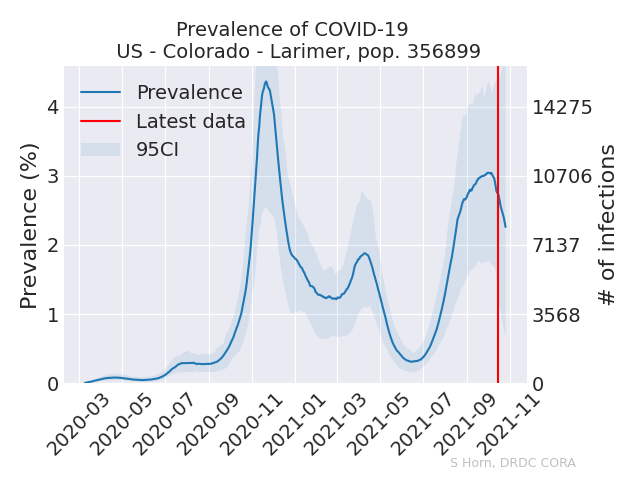 Prevalence of COVID-19
US - Colorado - Larimer, pop. 356899
Prevalence
Latest data
95CI
Prevalence (%)
4
3
2
1
0
14275
10706
7137
3568
0
# of infections
2020-03
2020-05
2020-07
2020-09
2020-11
2021-01
2021-03
2021-05
2021-07
2021-09
2021-11
S Horn, DRDC CORA